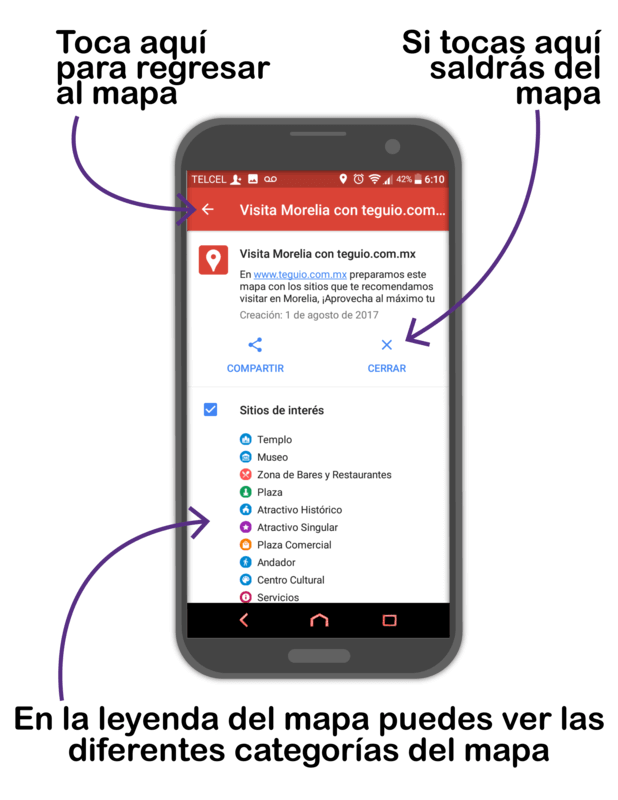 Toca aquí
para regresar
al mapa
Si tocas aquí
saldrás del
mapa
TELCEL 42% 6:10
Visita Morelia con teguio.com...
Visita Morelia con teguio.com.mx
En www.teguio.com.mx preparamos este
mapa con los sitios que te recomendamos
visitar en Morelia, ¡Aprovecha al máximo tu
Creación: 1 de agosto de 2017
COMPARTIR
CERRAR
Sitios de interés
Templo
Museo
Zona de Bares y Restaurantes
Plaza
Atractivo Histórico
Atractivo Singular
Plaza Comercial
Andador
Centro Cultural
Servicios
En la leyenda del mapa puedes ver las
diferentes categorías del mapa